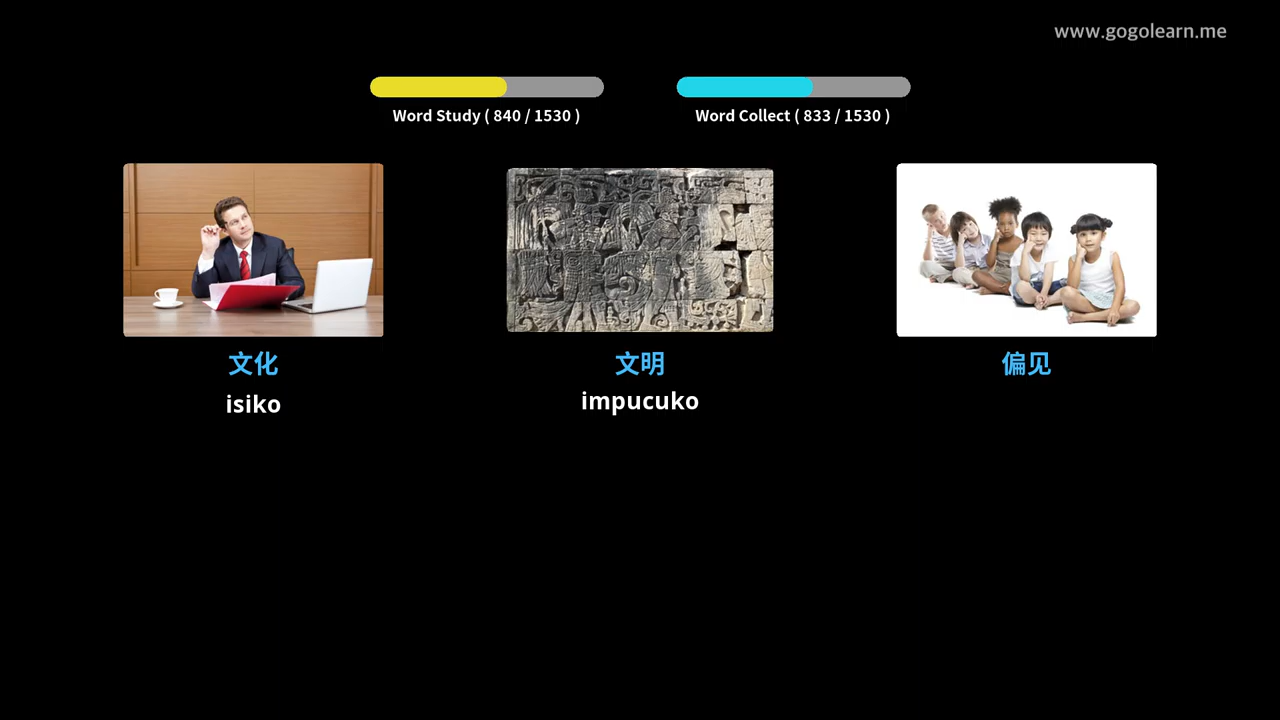 www.gogolearn.me
Word Study ( 840 / 1530 )
Word Collect ( 833 / 1530 )
文化
isiko
文明
impucuko
偏见